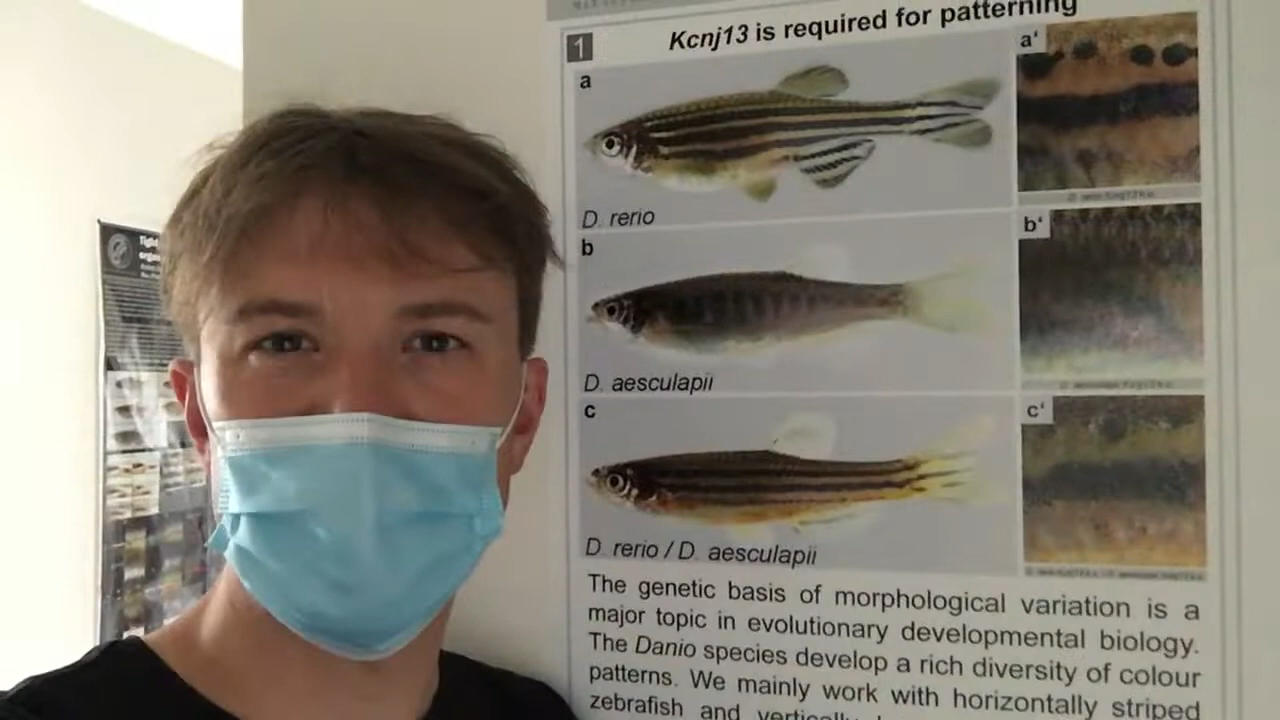 Kcnj13 is required for patterning
1
a
a'
D. rerio
b
b'
D. aesculapii
c
c'
D. rerio / D. aesculapii
The genetic basis of morphological variation is a
major topic in evolutionary developmental biology.
The Danio species develop a rich diversity of colour
patterns. We mainly work with horizontally striped
zebrafish and vertically